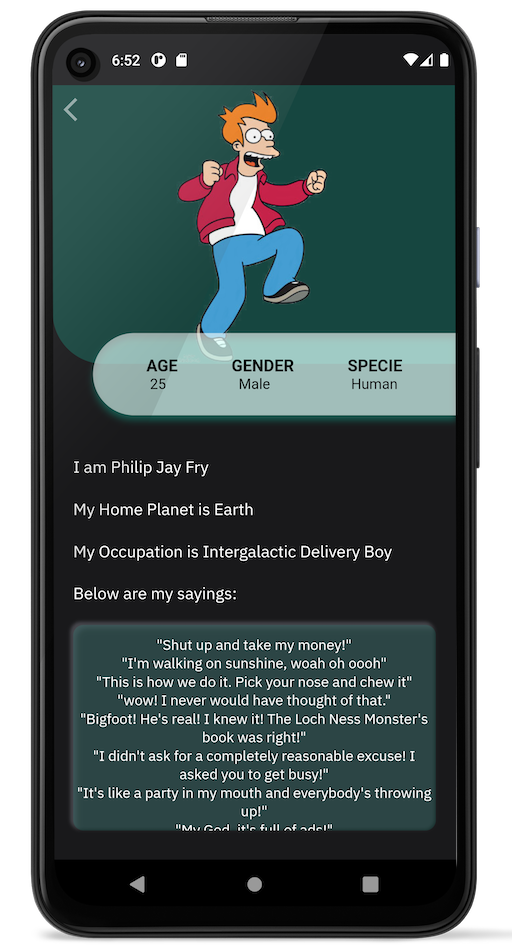 6:52
AGE GENDER SPECIE
25 Male Human
I am Philip Jay Fry
My Home Planet is Earth
My Occupation is Intergalactic Delivery Boy
Below are my sayings:
"Shut up and take my money!"
"I'm walking on sunshine, woah oh oooh"
"This is how we do it. Pick your nose and chew it"
"wow! I never would have thought of that."
"Bigfoot! He's real! I knew it! The Loch Ness Monster's
book was right!"
"I didn't ask for a completely reasonable excuse! I
asked you to get busy!"
"It's like a party in my mouth and everybody's throwing
up!"
"My God, it's full of ads!"